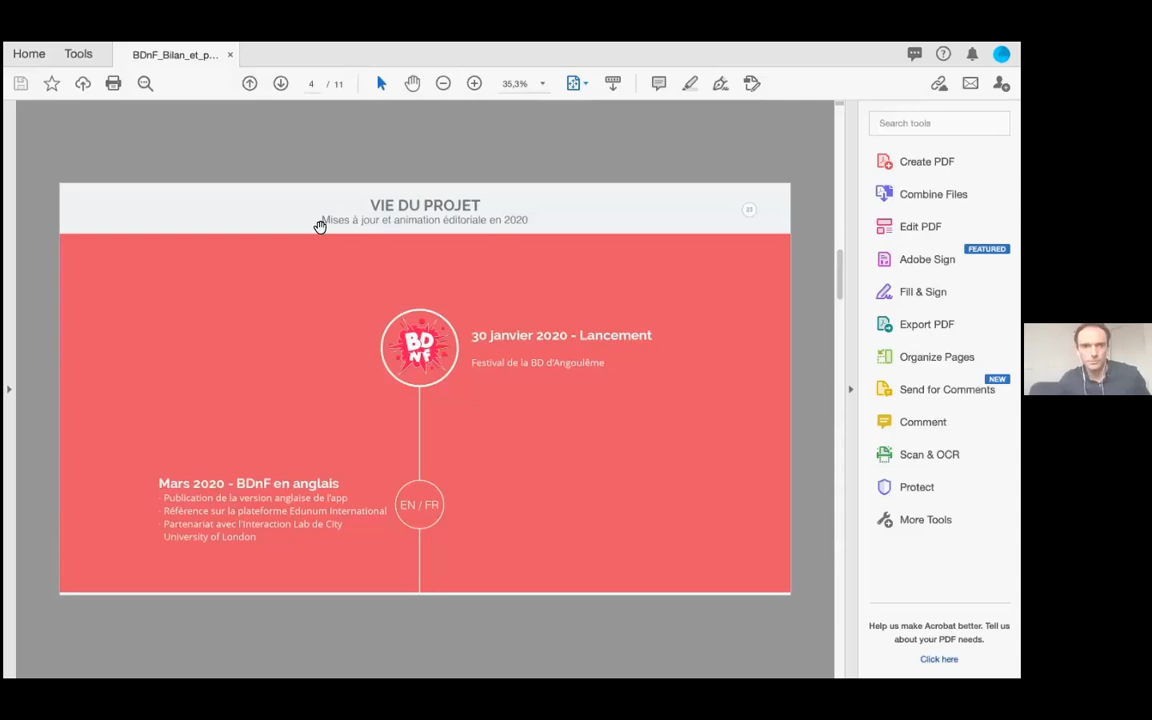 Home
Tools
BDnF_Bilan_et_p...
×
4 / 11
35,3%
Search tools
Create PDF
Combine Files
Edit PDF
FEATURED
Adobe Sign
Fill & Sign
Export PDF
Organize Pages
NEW
Send for Comments
Comment
Scan & OCR
Protect
More Tools
Help us make Acrobat better. Tell us
about your PDF needs.
Click here
VIE DU PROJET
Mises à jour et animation éditoriale en 2020
BD
NF
30 janvier 2020 - Lancement
Festival de la BD d'Angoulême
Mars 2020 - BDnF en anglais
· Publication de la version anglaise de l'app
· Référence sur la plateforme Edunum International
· Partenariat avec l'Interaction Lab de City
University of London
EN / FR